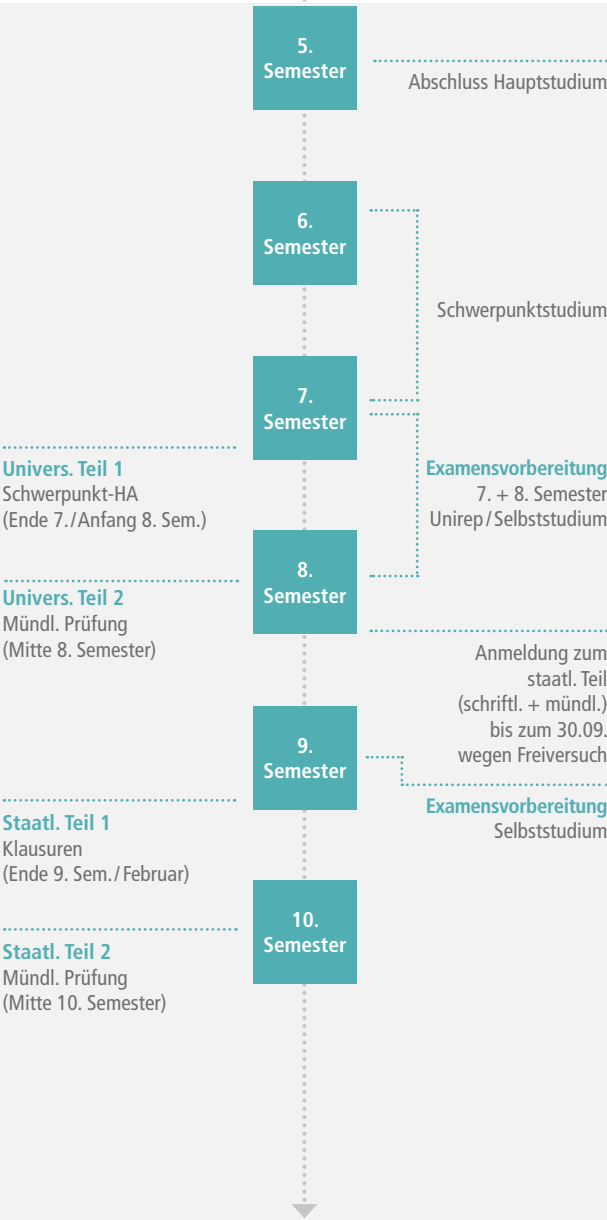 5.
Semester
Abschluss Hauptstudium
6.
Semester
Schwerpunktstudium
7.
Semester
Univers. Teil 1
Schwerpunkt-HA
(Ende 7./Anfang 8. Sem.)
Examensvorbereitung
7. + 8. Semester
Unirep/Selbststudium
8.
Semester
Univers. Teil 2
Mündl. Prüfung
(Mitte 8. Semester)
Anmeldung zum
staatl. Teil
(schriftl. + mündl.)
bis zum 30.09.
wegen Freiversuch
9.
Semester
Examensvorbereitung
Selbststudium
Staatl. Teil 1
Klausuren
(Ende 9. Sem./Februar)
10.
Semester
Staatl. Teil 2
Mündl. Prüfung
(Mitte 10. Semester)